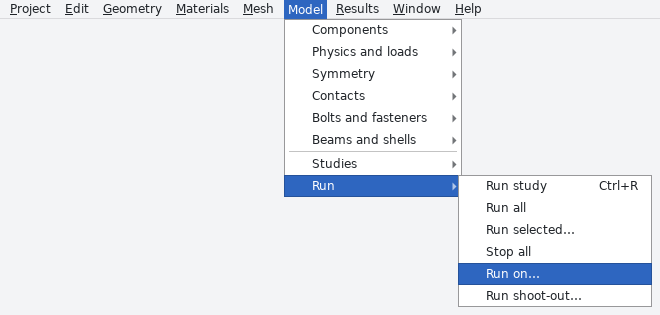 Project Edit Geometry Materials Mesh Model Results Window Help
Components
Physics and loads
Symmetry
Contacts
Bolts and fasteners
Beams and shells
Studies
Run
Run study Ctrl+R
Run all
Run selected...
Stop all
Run on...
Run shoot-out...